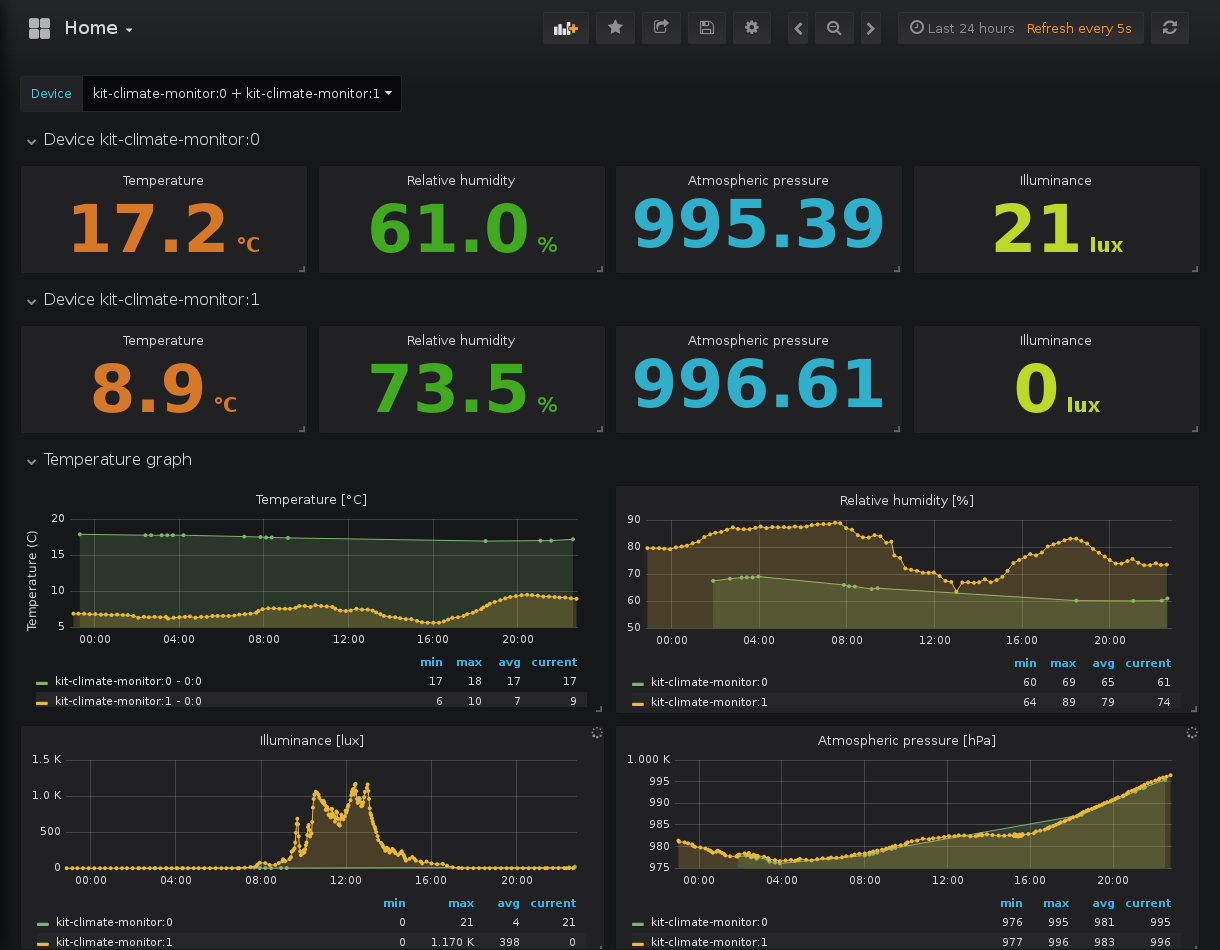 Home
Last 24 hours Refresh every 5s
Device kit-climate-monitor:0 + kit-climate-monitor:1
Device kit-climate-monitor:0
Temperature Relative humidity Atmospheric pressure Illuminance
17.2 °C 61.0 % 995.39 21 lux
Device kit-climate-monitor:1
Temperature Relative humidity Atmospheric pressure Illuminance
8.9 °C 73.5 % 996.61 0 lux
Temperature graph
Temperature [°C]
Temperature (C)
20
15
10
5
00:00 04:00 08:00 12:00 16:00 20:00
min max avg current
kit-climate-monitor:0 - 0:0 17 18 17 17
kit-climate-monitor:1 - 0:0 6 10 7 9
Relative humidity [%]
90
80
70
60
50
00:00 04:00 08:00 12:00 16:00 20:00
min max avg current
kit-climate-monitor:0 60 69 65 61
kit-climate-monitor:1 64 89 79 74
Illuminance [lux]
1.5 K
1.0 K
500
0
00:00 04:00 08:00 12:00 16:00 20:00
min max avg current
kit-climate-monitor:0 0 21 4 21
kit-climate-monitor:1 0 1.170 K 398 0
Atmospheric pressure [hPa]
1.000 K
995
990
985
980
975
00:00 04:00 08:00 12:00 16:00 20:00
min max avg current
kit-climate-monitor:0 976 995 981 995
kit-climate-monitor:1 977 996 983 996